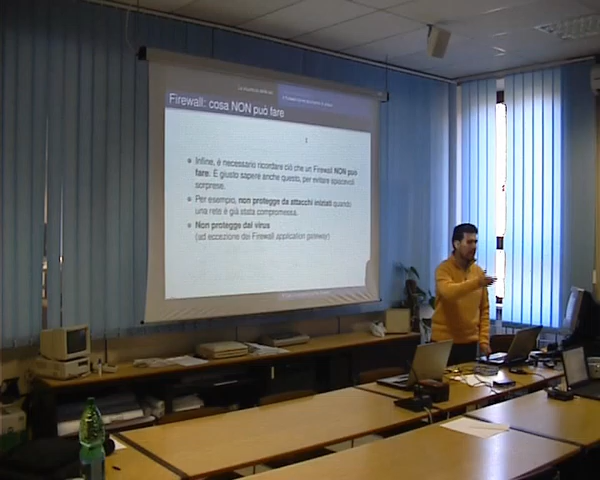 Firewall: cosa NON può fare
Infine, è necessario ricordare ciò che un Firewall NON può
fare. È giusto sapere anche questo, per evitare spiacevoli
sorprese.
Per esempio, non protegge da attacchi iniziati quando
una rete è già stata compromessa.
Non protegge dai virus
(ad eccezione dei Firewall application gateway)